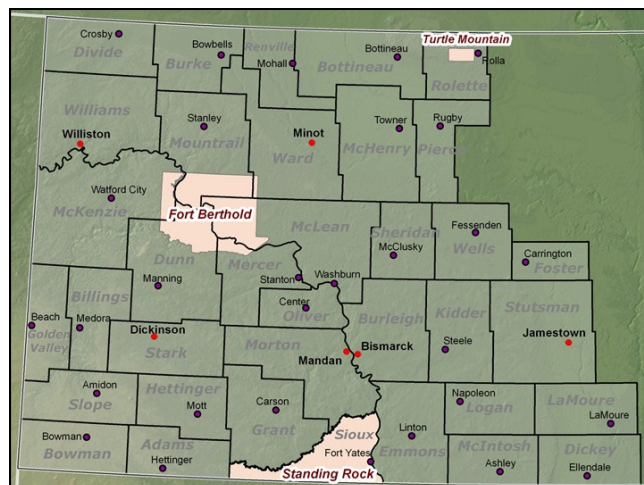 Crosby
Divide
Bowbells
Burke
Renville
Mohall
Bottineau
Bottineau
Turtle Mountain
Rolla
Rolette
Williams
Williston
Stanley
Mountrail
Minot
Ward
Towner
McHenry
Rugby
Pierce
Watford City
McKenzie
Fort Berthold
McLean
Sheridan
McClusky
Fessenden
Wells
Carrington
Foster
Dunn
Manning
Mercer
Stanton
Washburn
Center
Oliver
Billings
Beach
Golden
Valley
Medora
Dickinson
Stark
Morton
Mandan
Bismarck
Burleigh
Kidder
Steele
Stutsman
Jamestown
Amidon
Slope
Hettinger
Mott
Carson
Grant
Sioux
Fort Yates
Standing Rock
Linton
Emmons
Napoleon
Logan
LaMoure
LaMoure
Bowman
Bowman
Adams
Hettinger
McIntosh
Ashley
Dickey
Ellendale